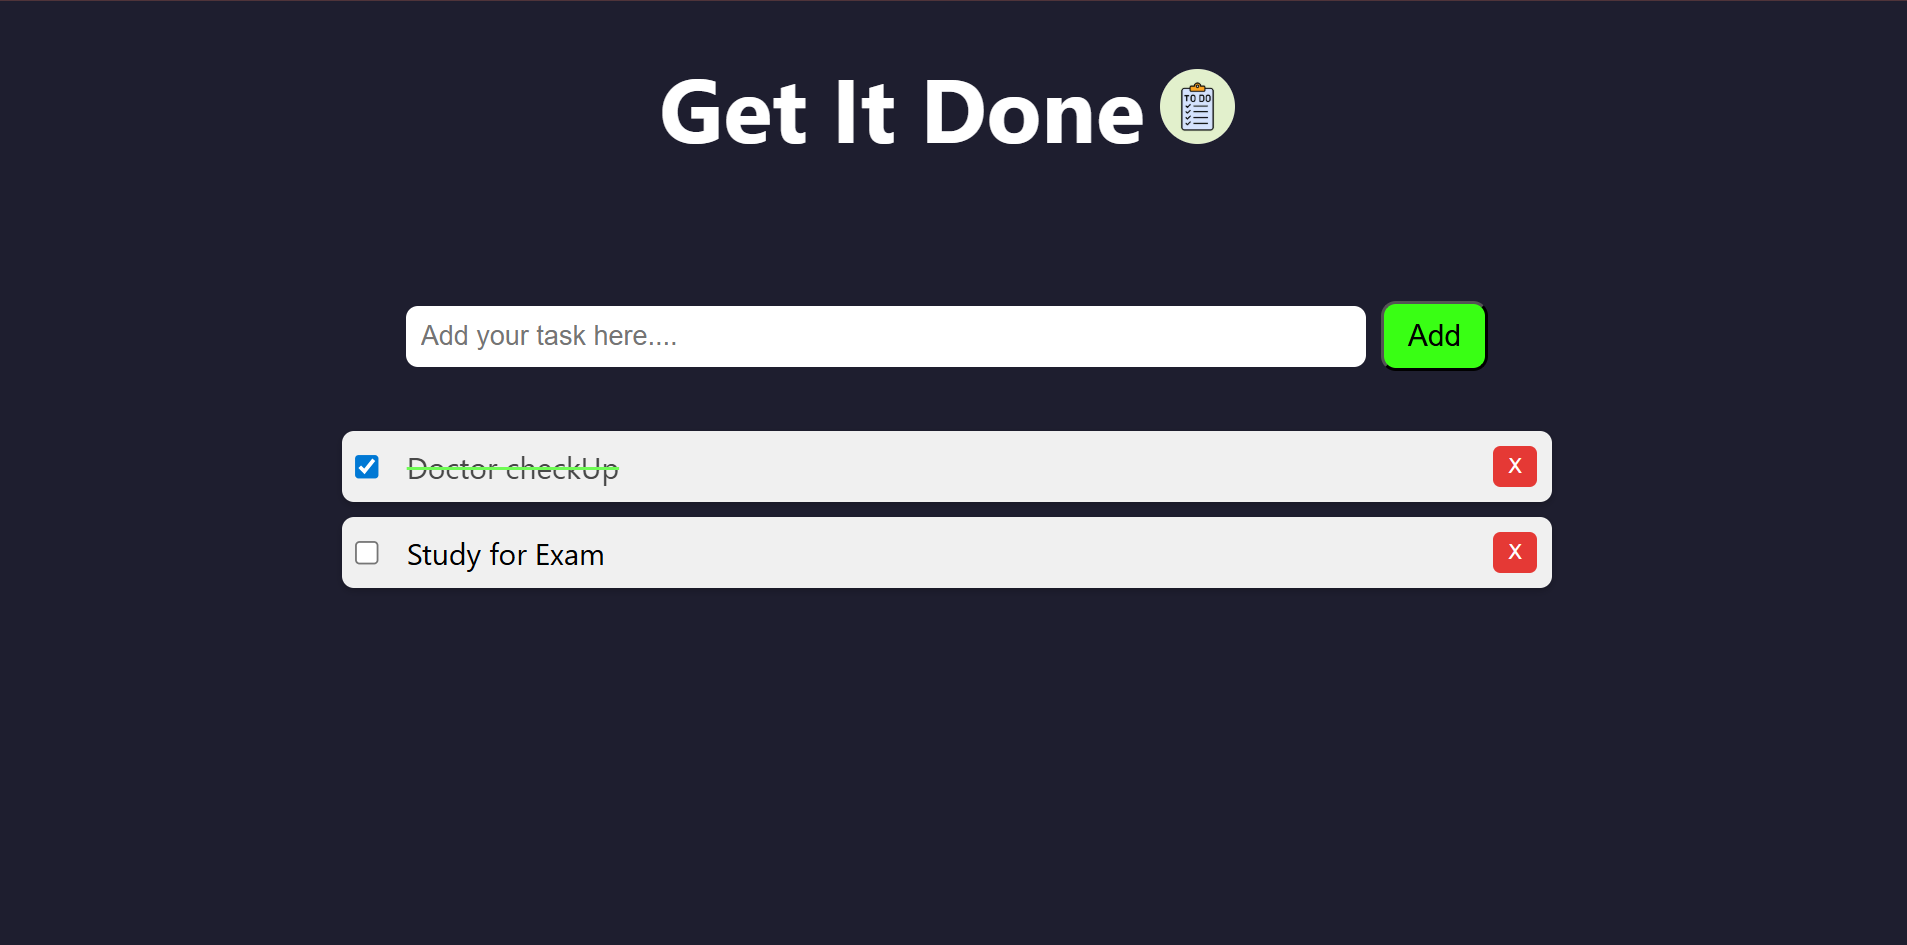 Get It Done
TO DO
Add your task here....
Add
Doctor checkUp
X
Study for Exam
X